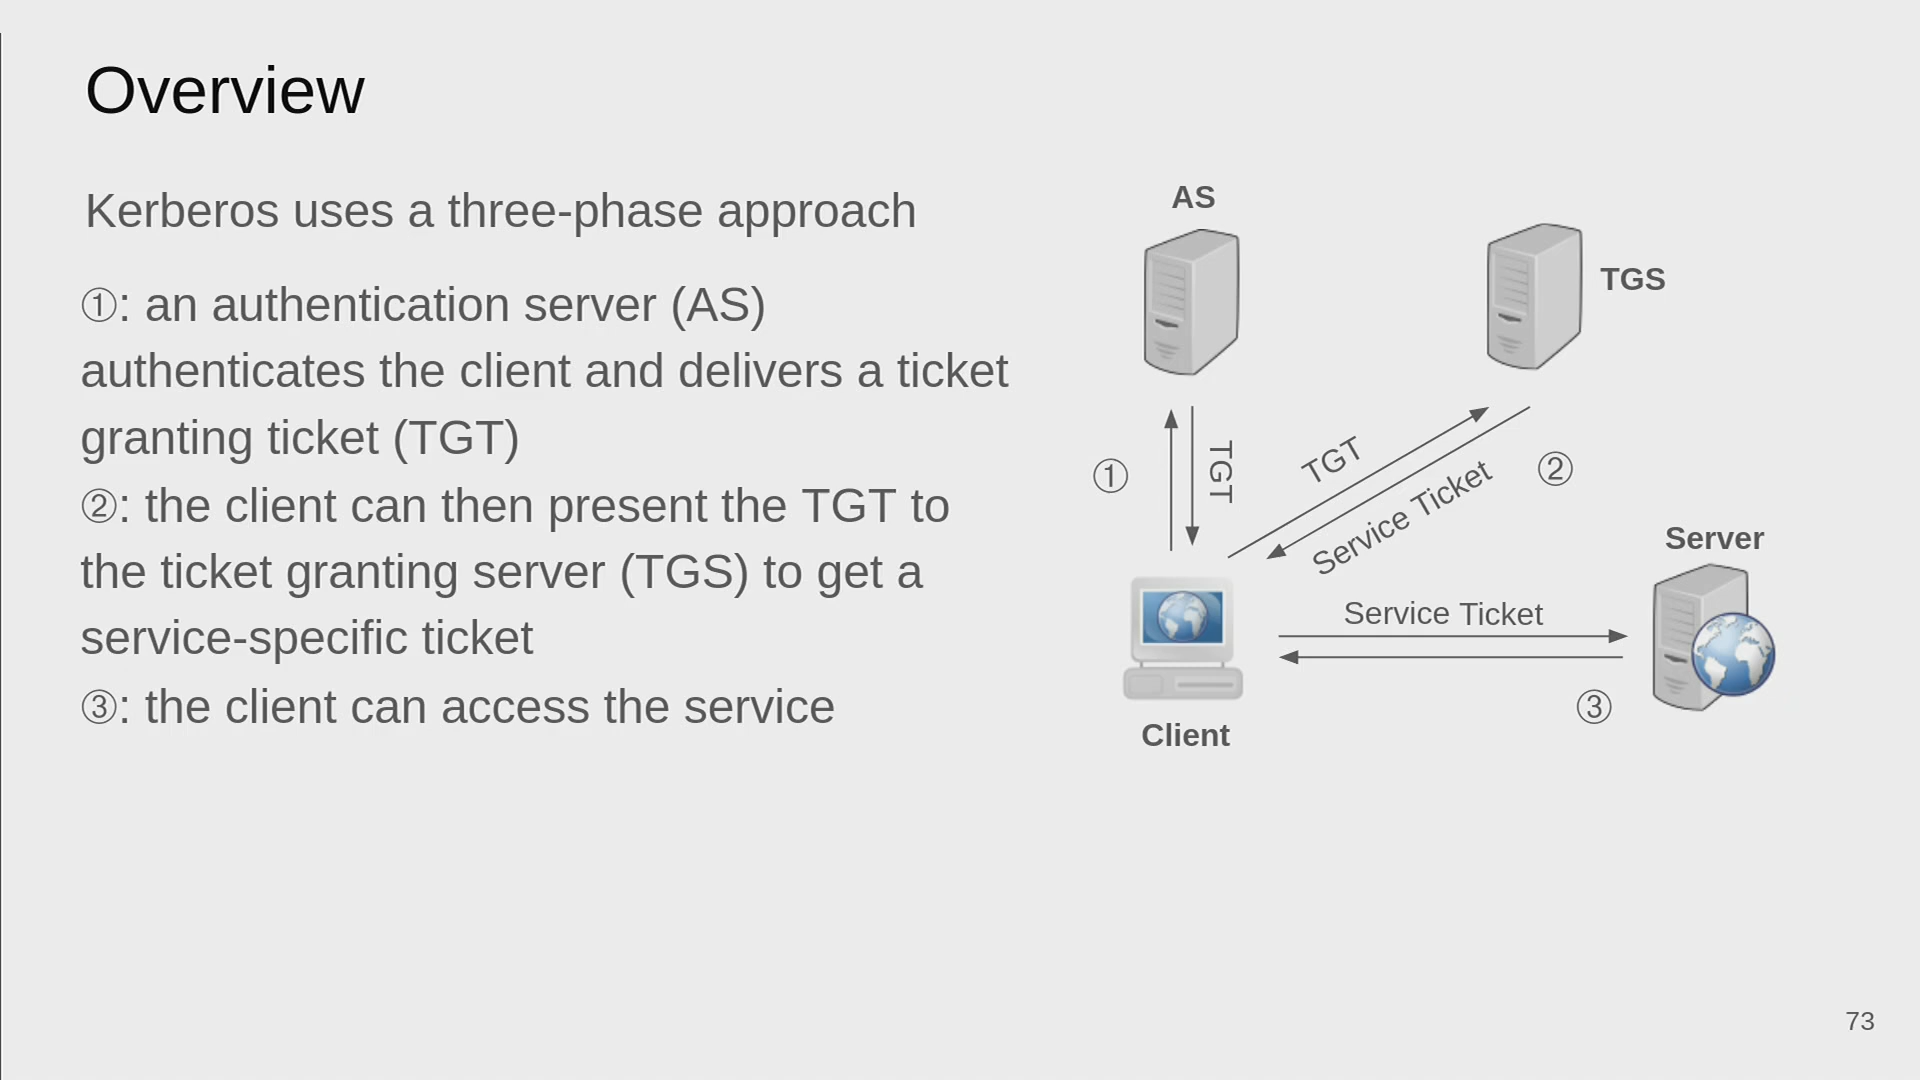 Overview
Kerberos uses a three-phase approach
①: an authentication server (AS)
authenticates the client and delivers a ticket
granting ticket (TGT)
②: the client can then present the TGT to
the ticket granting server (TGS) to get a
service-specific ticket
③: the client can access the service
AS
TGS
①
TGT
TGT
Service Ticket
②
Server
Service Ticket
③
Client
73